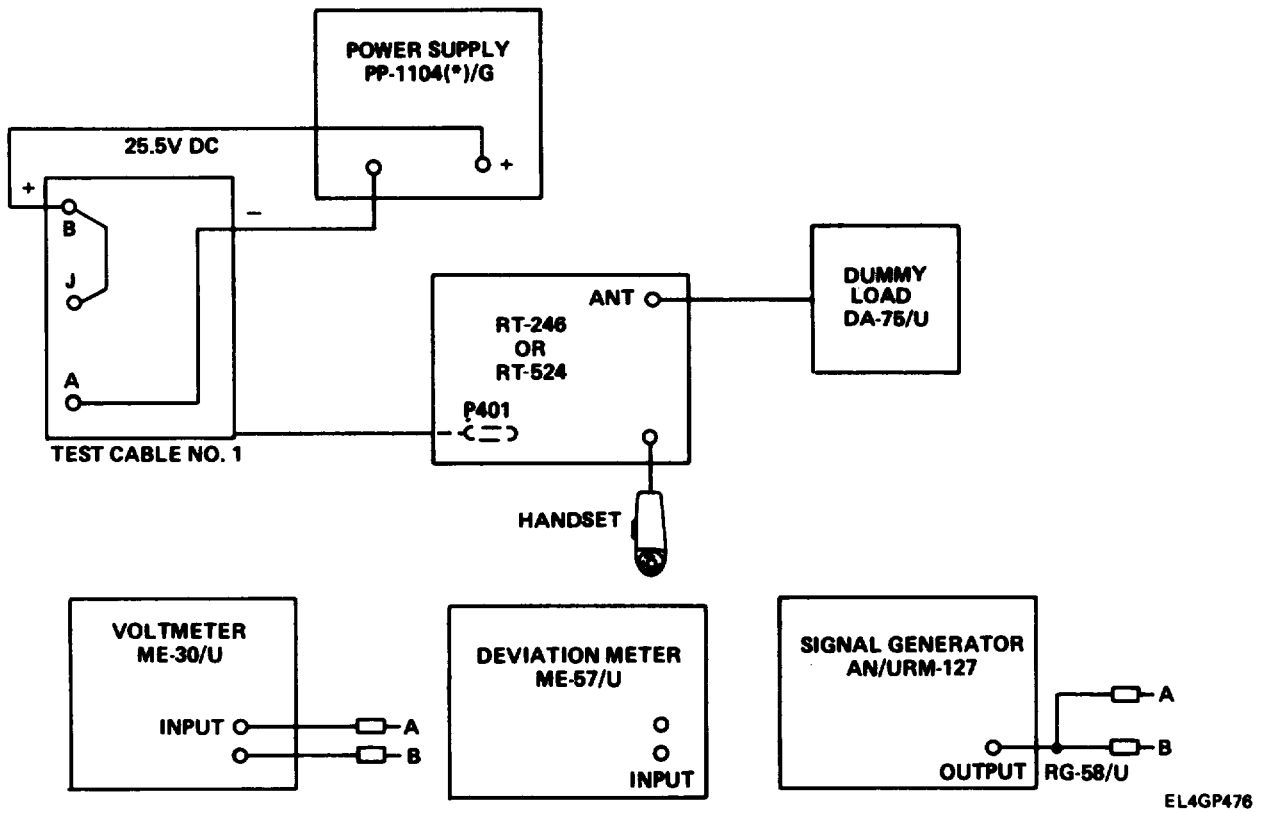 POWER SUPPLY
PP-1104(*)/G
25.5V DC
+
+
B
−
J
A
TEST CABLE NO. 1
ANT
RT-246
OR
RT-524
P401
DUMMY
LOAD
DA-75/U
HANDSET
VOLTMETER
ME-30/U
INPUT
A
B
DEVIATION METER
ME-57/U
INPUT
SIGNAL GENERATOR
AN/URM-127
A
B
OUTPUT
RG-58/U
EL4GP476